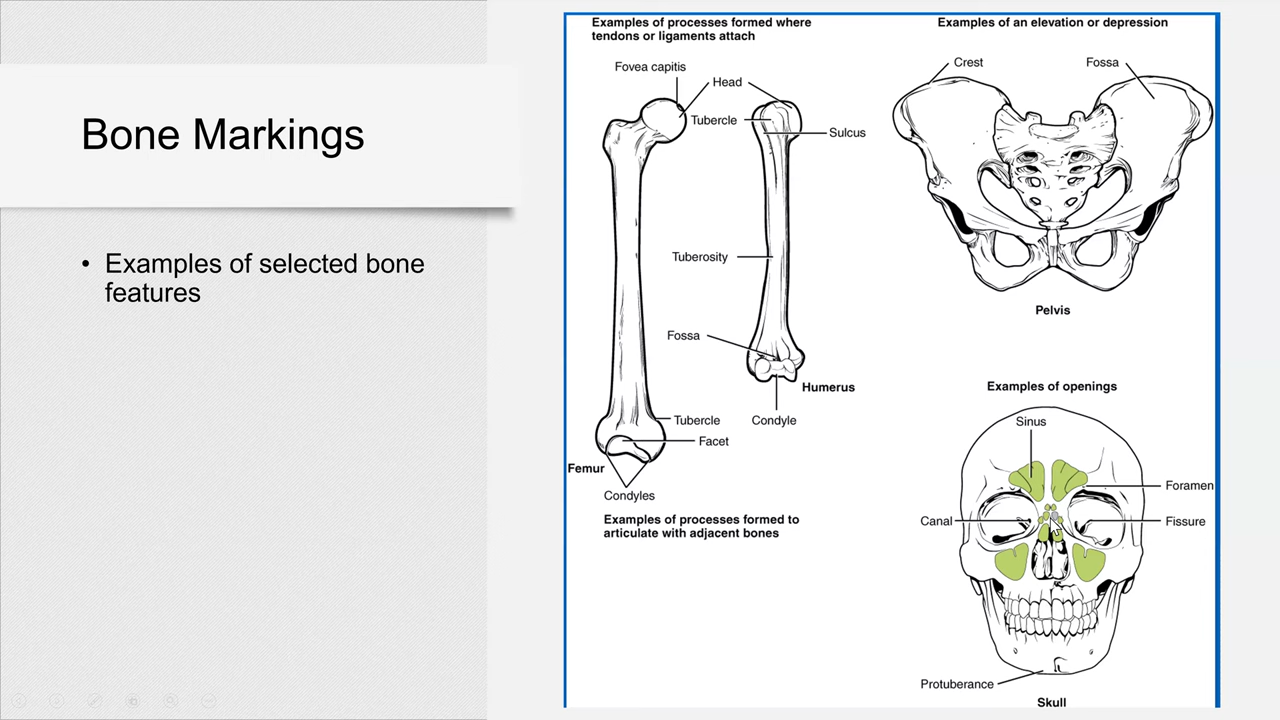 Bone Markings
• Examples of selected bone
features
Examples of processes formed where
tendons or ligaments attach
Fovea capitis
Head
Tubercle
Sulcus
Tuberosity
Fossa
Humerus
Condyle
Tubercle
Facet
Femur
Condyles
Examples of processes formed to
articulate with adjacent bones
Examples of an elevation or depression
Crest
Fossa
Pelvis
Examples of openings
Sinus
Foramen
Canal
Fissure
Protuberance
Skull